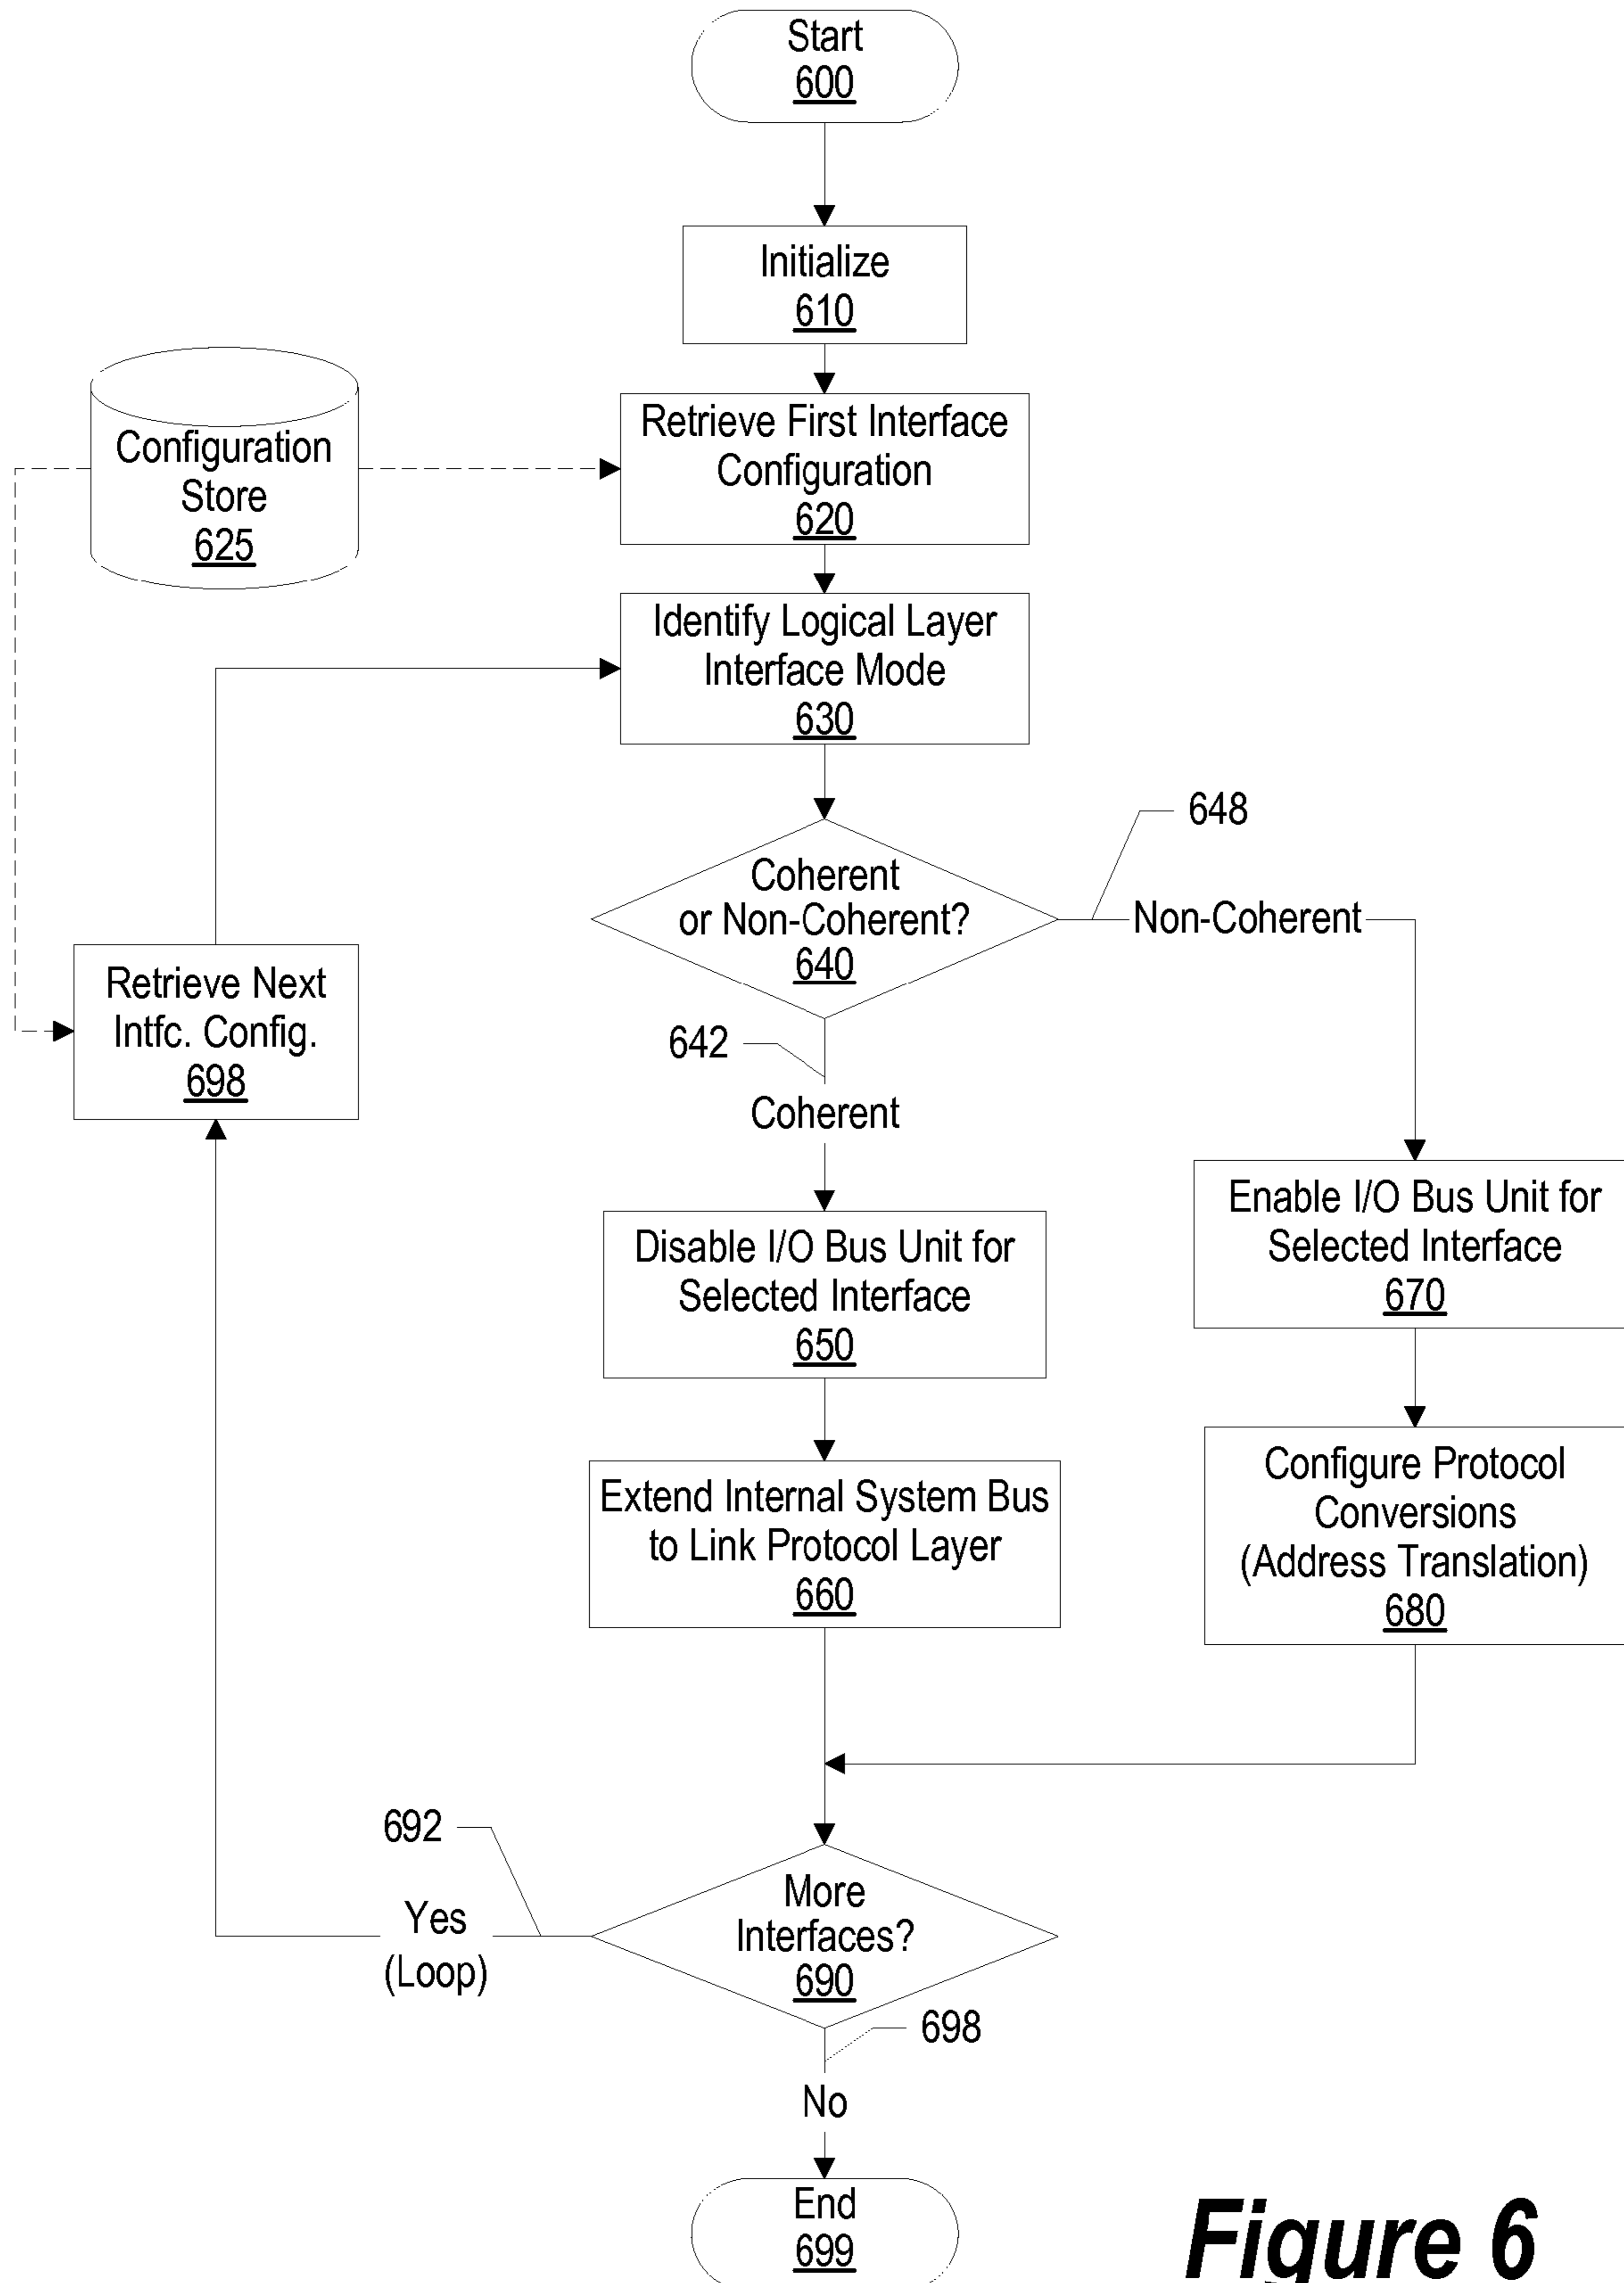 Start
600
Initialize
610
Configuration
Store
625
Retrieve First Interface
Configuration
620
Identify Logical Layer
Interface Mode
630
648
Coherent
or Non-Coherent?
640
Non-Coherent
Retrieve Next
Intfc. Config.
698
642
Coherent
Disable I/O Bus Unit for
Selected Interface
650
Enable I/O Bus Unit for
Selected Interface
670
Extend Internal System Bus
to Link Protocol Layer
660
Configure Protocol
Conversions
(Address Translation)
680
692
Yes
(Loop)
More
Interfaces?
690
698
No
End
699
Figure 6